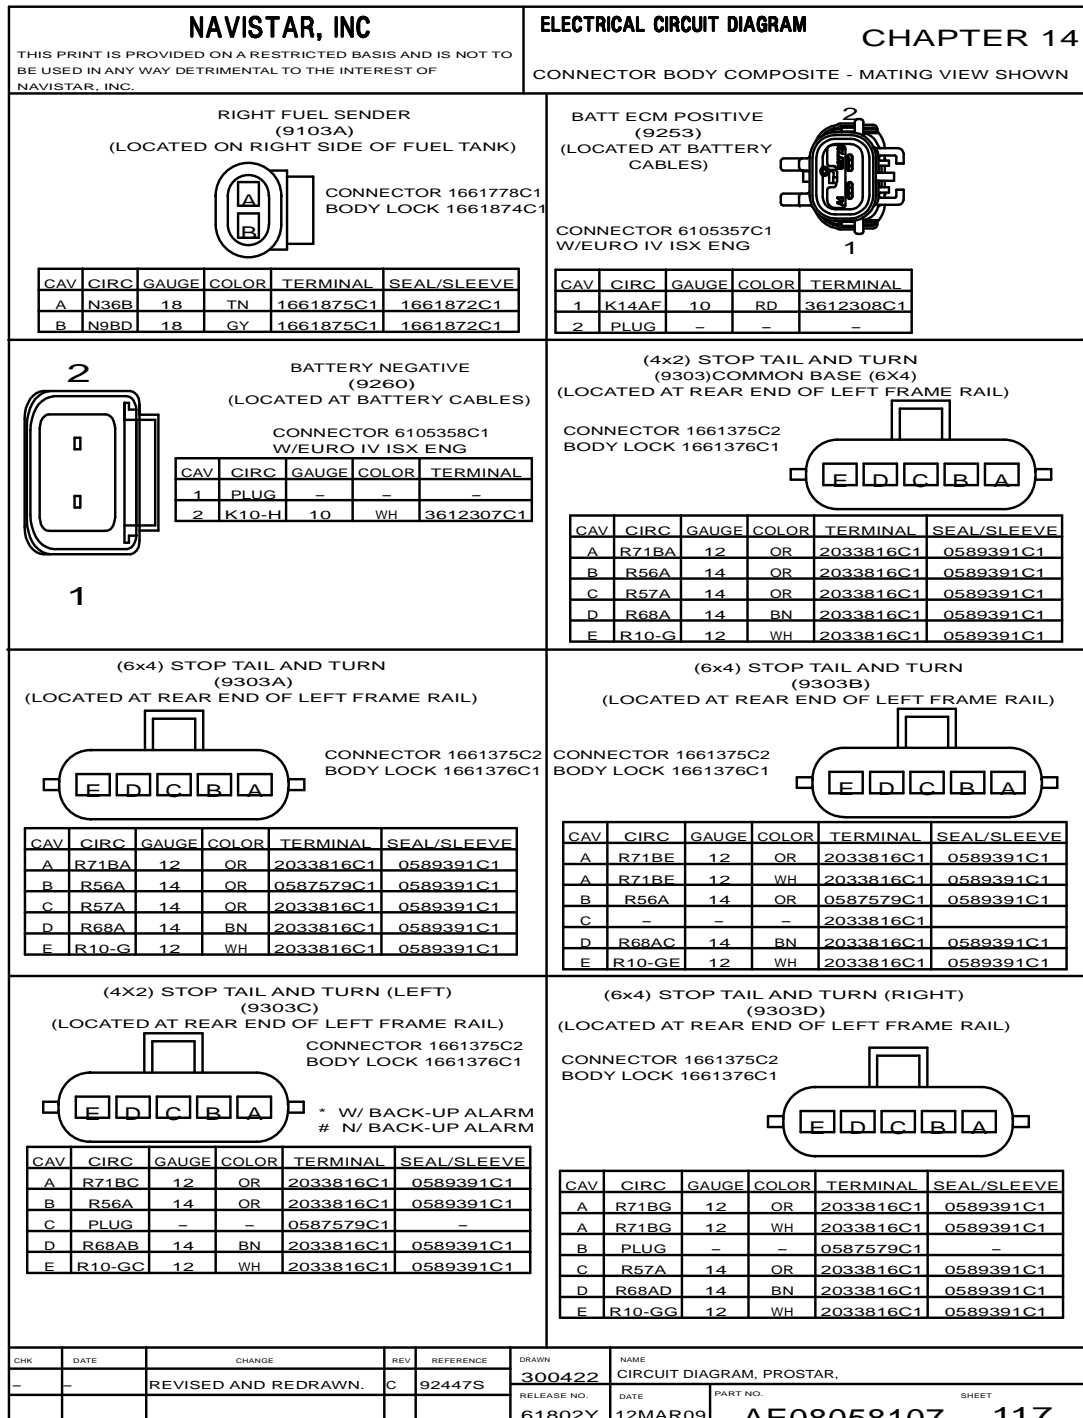 NAVISTAR, INC
THIS PRINT IS PROVIDED ON A RESTRICTED BASIS AND IS NOT TO
BE USED IN ANY WAY DETRIMENTAL TO THE INTEREST OF
NAVISTAR, INC.
ELECTRICAL CIRCUIT DIAGRAM
CHAPTER 14
CONNECTOR BODY COMPOSITE - MATING VIEW SHOWN
RIGHT FUEL SENDER
(9103A)
(LOCATED ON RIGHT SIDE OF FUEL TANK)
A
B
CONNECTOR 1661778C1
BODY LOCK 1661874C1
CAV CIRC GAUGE COLOR TERMINAL SEAL/SLEEVE
A N36B 18 TN 1661875C1 1661872C1
B N9BD 18 GY 1661875C1 1661872C1
BATT ECM POSITIVE
(9253)
(LOCATED AT BATTERY
CABLES)
2
CONNECTOR 6105357C1
W/EURO IV ISX ENG
1
CAV CIRC GAUGE COLOR TERMINAL
1 K14AF 10 RD 3612308C1
2 PLUG – – –
2
BATTERY NEGATIVE
(9260)
(LOCATED AT BATTERY CABLES)
CONNECTOR 6105358C1
W/EURO IV ISX ENG
CAV CIRC GAUGE COLOR TERMINAL
1 PLUG – – –
2 K10-H 10 WH 3612307C1
1
(4x2) STOP TAIL AND TURN
(9303)COMMON BASE (6X4)
(LOCATED AT REAR END OF LEFT FRAME RAIL)
CONNECTOR 1661375C2
BODY LOCK 1661376C1
E D C B A
CAV CIRC GAUGE COLOR TERMINAL SEAL/SLEEVE
A R71BA 12 OR 2033816C1 0589391C1
B R56A 14 OR 2033816C1 0589391C1
C R57A 14 OR 2033816C1 0589391C1
D R68A 14 BN 2033816C1 0589391C1
E R10-G 12 WH 2033816C1 0589391C1
(6x4) STOP TAIL AND TURN
(9303A)
(LOCATED AT REAR END OF LEFT FRAME RAIL)
CONNECTOR 1661375C2
BODY LOCK 1661376C1
E D C B A
CAV CIRC GAUGE COLOR TERMINAL SEAL/SLEEVE
A R71BA 12 OR 2033816C1 0589391C1
B R56A 14 OR 0587579C1 0589391C1
C R57A 14 OR 2033816C1 0589391C1
D R68A 14 BN 2033816C1 0589391C1
E R10-G 12 WH 2033816C1 0589391C1
(6x4) STOP TAIL AND TURN
(9303B)
(LOCATED AT REAR END OF LEFT FRAME RAIL)
CONNECTOR 1661375C2
BODY LOCK 1661376C1
E D C B A
CAV CIRC GAUGE COLOR TERMINAL SEAL/SLEEVE
A R71BE 12 OR 2033816C1 0589391C1
A R71BE 12 WH 2033816C1 0589391C1
B R56A 14 OR 0587579C1 0589391C1
C – – – 2033816C1
D R68AC 14 BN 2033816C1 0589391C1
E R10-GE 12 WH 2033816C1 0589391C1
(4X2) STOP TAIL AND TURN (LEFT)
(9303C)
(LOCATED AT REAR END OF LEFT FRAME RAIL)
CONNECTOR 1661375C2
BODY LOCK 1661376C1
E D C B A
* W/ BACK-UP ALARM
# N/ BACK-UP ALARM
CAV CIRC GAUGE COLOR TERMINAL SEAL/SLEEVE
A R71BC 12 OR 2033816C1 0589391C1
B R56A 14 OR 2033816C1 0589391C1
C PLUG – – 0587579C1 –
D R68AB 14 BN 2033816C1 0589391C1
E R10-GC 12 WH 2033816C1 0589391C1
(6x4) STOP TAIL AND TURN (RIGHT)
(9303D)
(LOCATED AT REAR END OF LEFT FRAME RAIL)
CONNECTOR 1661375C2
BODY LOCK 1661376C1
E D C B A
CAV CIRC GAUGE COLOR TERMINAL SEAL/SLEEVE
A R71BG 12 OR 2033816C1 0589391C1
A R71BG 12 WH 2033816C1 0589391C1
B PLUG – – 0587579C1 –
C R57A 14 OR 2033816C1 0589391C1
D R68AD 14 BN 2033816C1 0589391C1
E R10-GG 12 WH 2033816C1 0589391C1
CHK DATE CHANGE REV REFERENCE
– – REVISED AND REDRAWN. C 92447S
DRAWN
300422
NAME
CIRCUIT DIAGRAM, PROSTAR,
RELEASE NO.
61802Y
DATE
12MAR09
PART NO.
AE08058107
SHEET
117